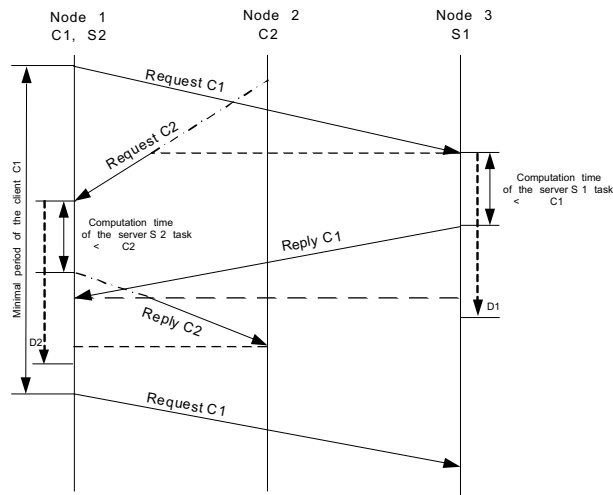 Node 1
C1, S2
Node 2
C2
Node 3
S1
Request C1
Request C2
Minimal period of the client C1
Computation time
of the server S 1 task
< C1
Computation time
of the server S 2 task
< C2
Reply C1
D1
Reply C2
D2
Request C1